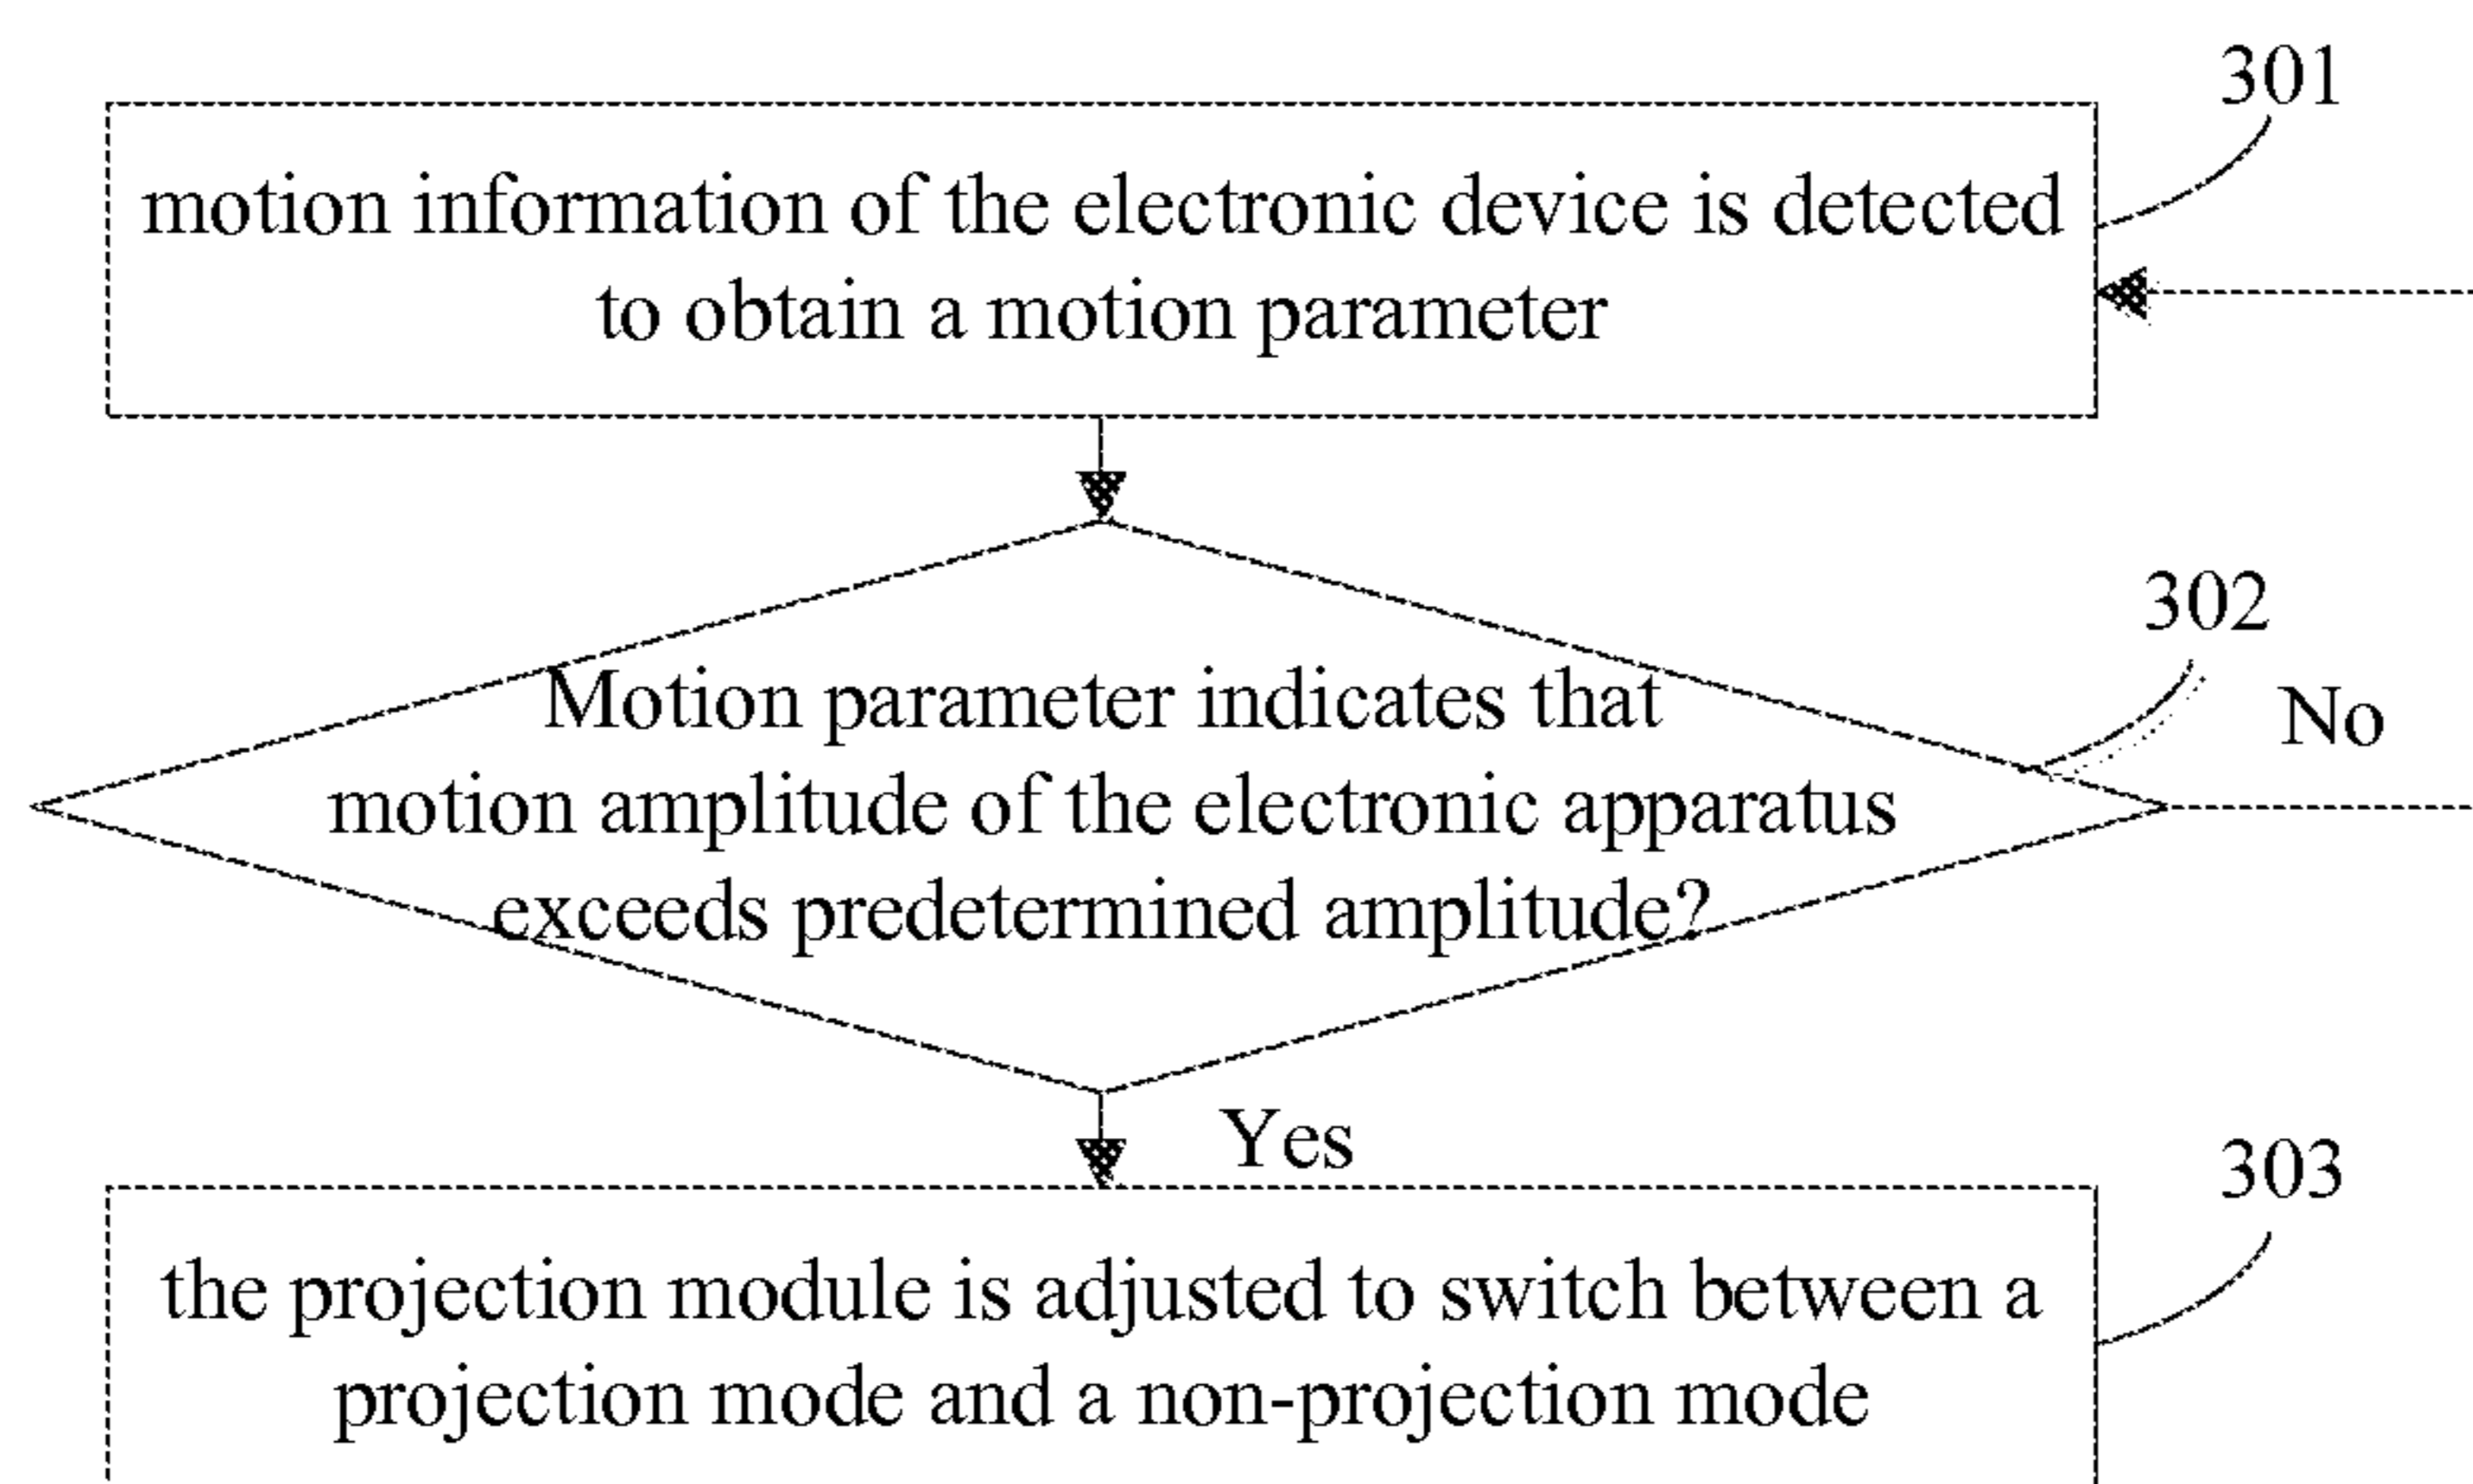 301
motion information of the electronic device is detected
to obtain a motion parameter
302
No
Motion parameter indicates that
motion amplitude of the electronic apparatus
exceeds predetermined amplitude?
Yes
303
the projection module is adjusted to switch between a
projection mode and a non-projection mode